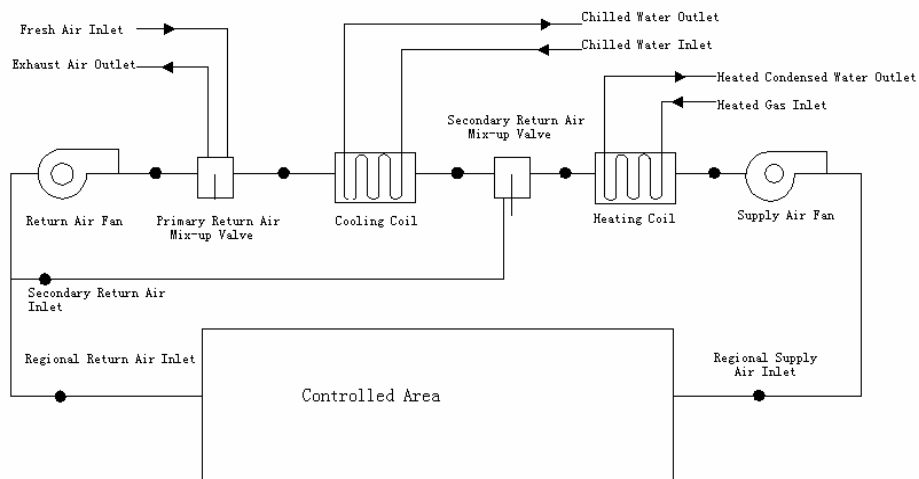 Fresh Air Inlet
Exhaust Air Outlet
Chilled Water Outlet
Chilled Water Inlet
Heated Condensed Water Outlet
Heated Gas Inlet
Secondary Return Air
Mix-up Valve
Return Air Fan
Primary Return Air
Mix-up Valve
Cooling Coil
Heating Coil
Supply Air Fan
Secondary Return Air
Inlet
Regional Return Air Inlet
Regional Supply
Air Inlet
Controlled Area